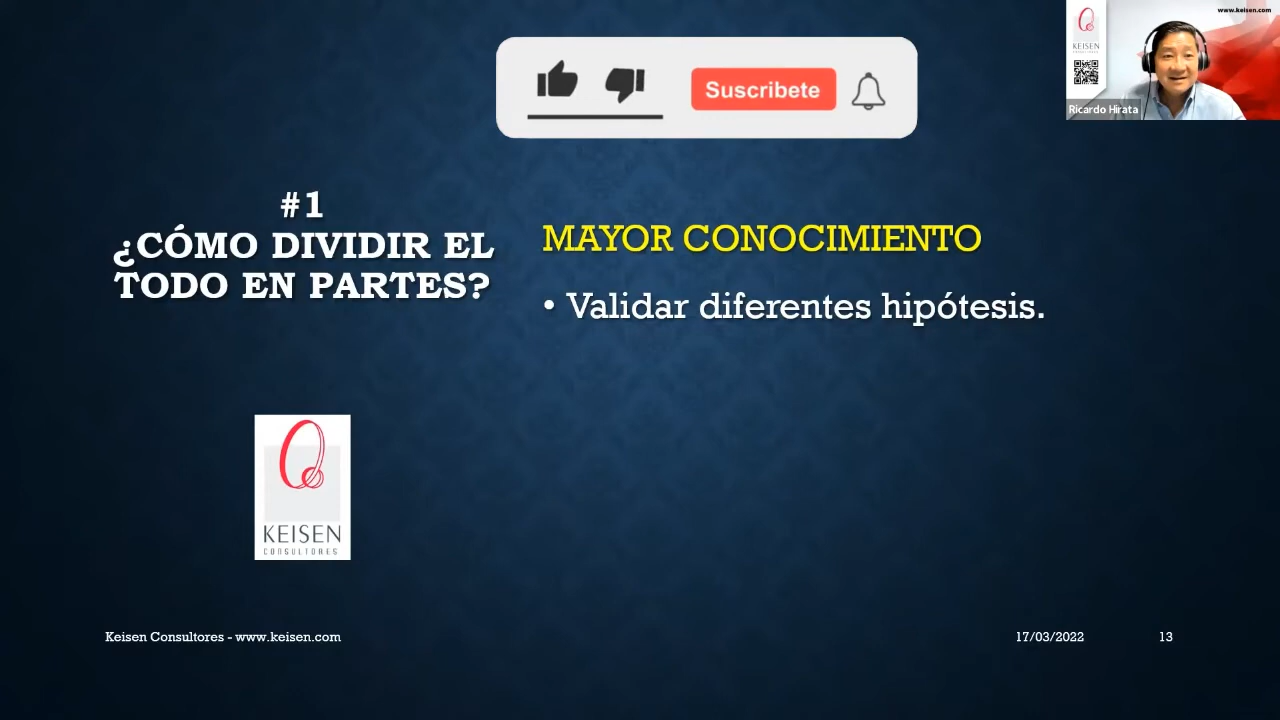 www.keisen.com
KEISEN
CONSULTORES
Ricardo Hirata
Suscribete
#1
¿CÓMO DIVIDIR EL
TODO EN PARTES?
MAYOR CONOCIMIENTO
• Validar diferentes hipótesis.
KEISEN
CONSULTORES
Keisen Consultores - www.keisen.com
17/03/2022
13